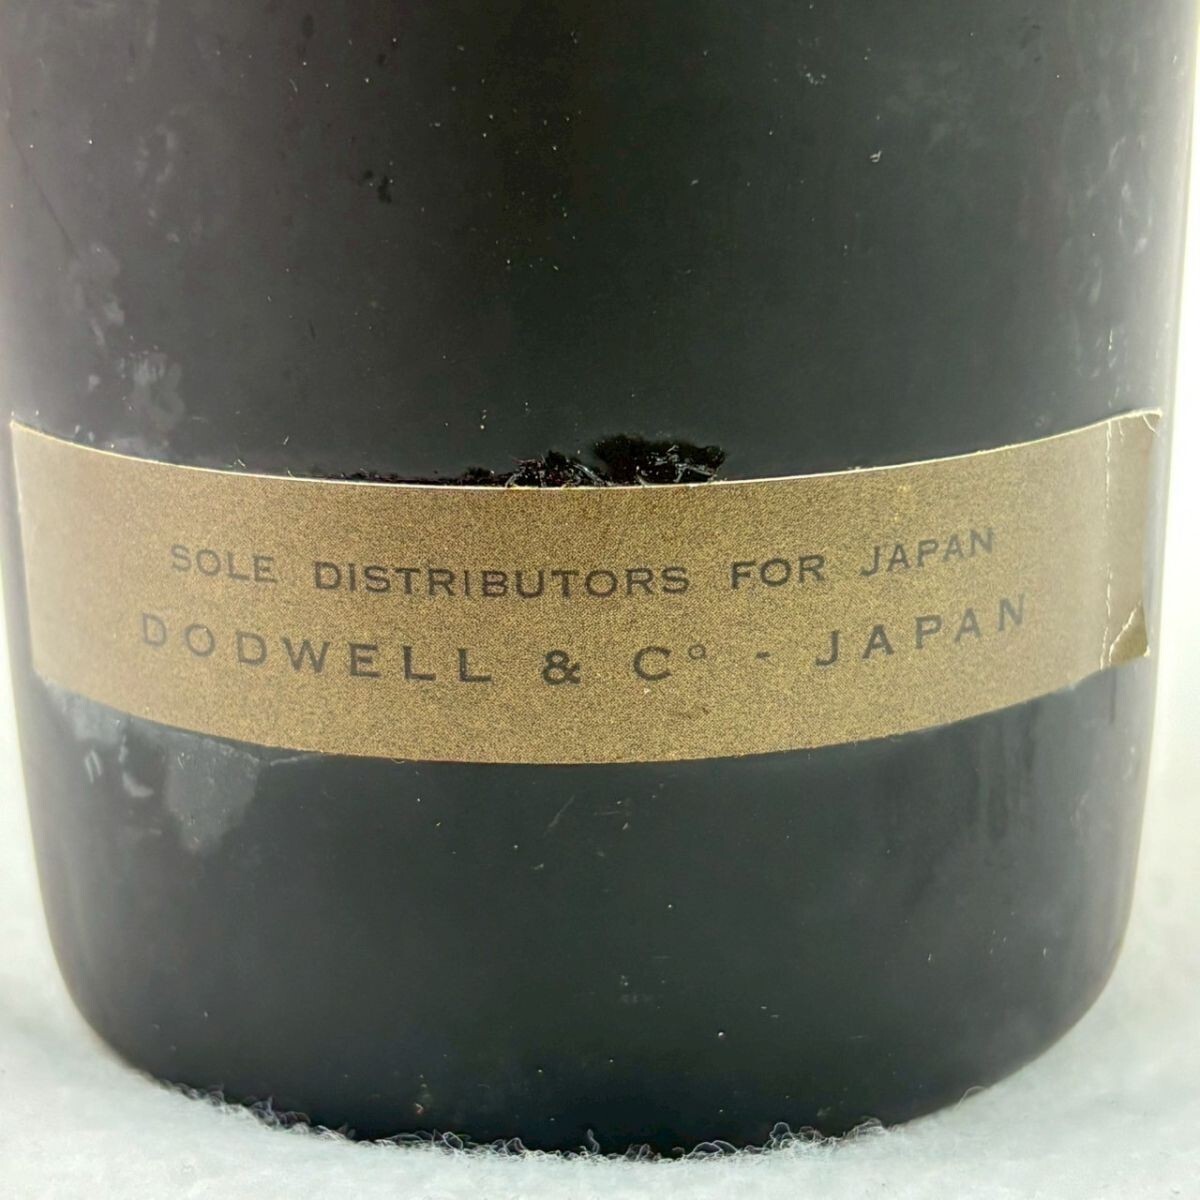 SOLE DISTRIBUTORS FOR JAPAN
DODWELL & Cº - JAPAN